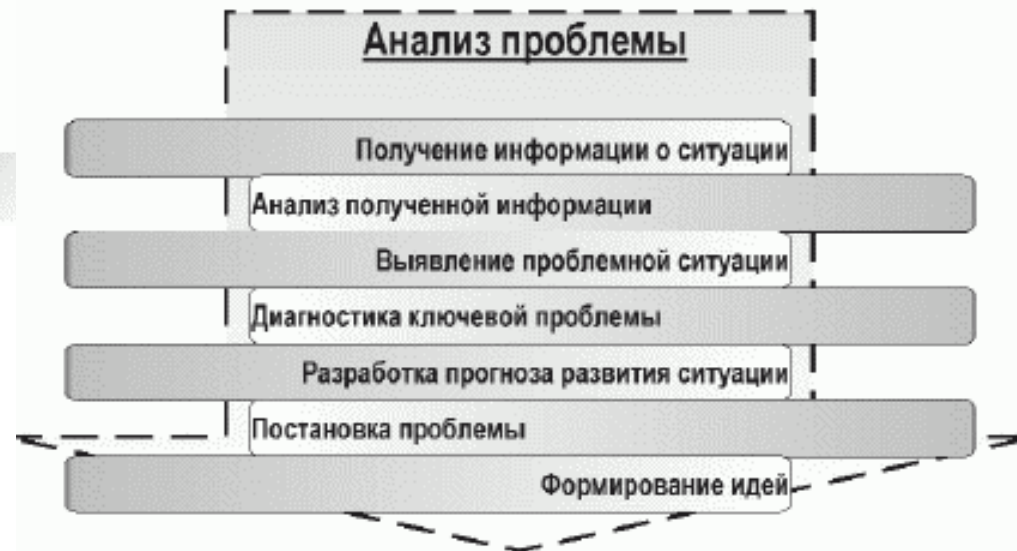 Анализ проблемы
Получение информации о ситуации
Анализ полученной информации
Выявление проблемной ситуации
Диагностика ключевой проблемы
Разработка прогноза развития ситуации
Постановка проблемы
Формирование идей